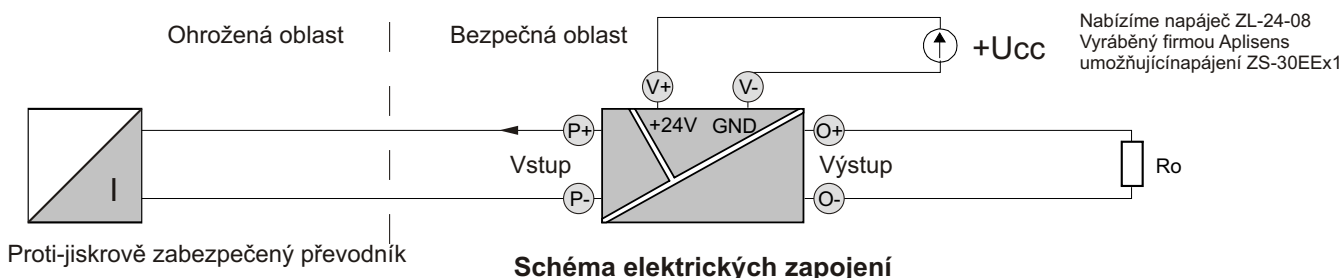 Ohrožená oblast
Bezpečná oblast
+Ucc
Nabízíme napáječ ZL-24-08
Vyráběný firmou Aplisens
umožňujícínapájení ZS-30EEx1
V+
V-
+24V
GND
P+
O+
Vstup
Výstup
Ro
I
P-
O-
Proti-jiskrově zabezpečený převodník
Schéma elektrických zapojení